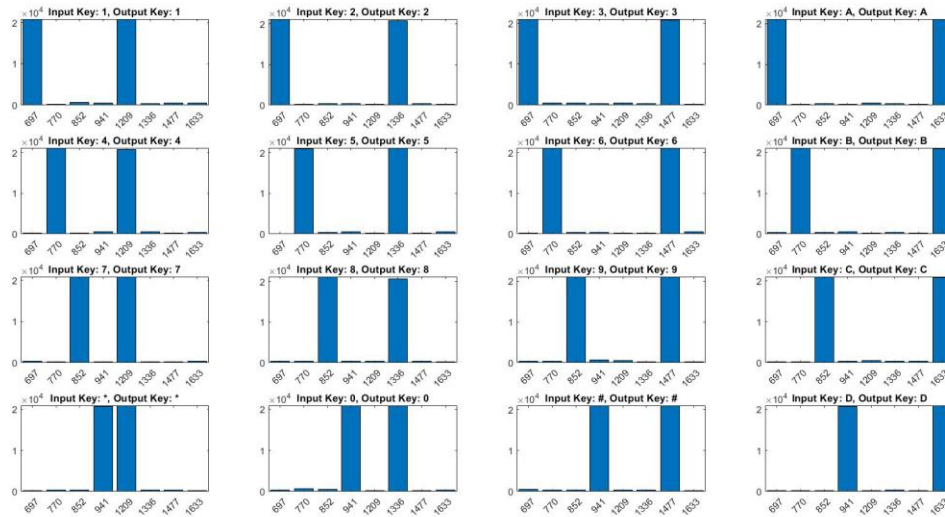 ×10⁴ Input Key: 1, Output Key: 1
2
1
0
697 770 852 941 1209 1336 1477 1633
×10⁴ Input Key: 2, Output Key: 2
2
1
0
697 770 852 941 1209 1336 1477 1633
×10⁴ Input Key: 3, Output Key: 3
2
1
0
697 770 852 941 1209 1336 1477 1633
×10⁴ Input Key: A, Output Key: A
2
1
0
697 770 852 941 1209 1336 1477 1633
×10⁴ Input Key: 4, Output Key: 4
2
1
0
697 770 852 941 1209 1336 1477 1633
×10⁴ Input Key: 5, Output Key: 5
2
1
0
697 770 852 941 1209 1336 1477 1633
×10⁴ Input Key: 6, Output Key: 6
2
1
0
697 770 852 941 1209 1336 1477 1633
×10⁴ Input Key: B, Output Key: B
2
1
0
697 770 852 941 1209 1336 1477 1633
×10⁴ Input Key: 7, Output Key: 7
2
1
0
697 770 852 941 1209 1336 1477 1633
×10⁴ Input Key: 8, Output Key: 8
2
1
0
697 770 852 941 1209 1336 1477 1633
×10⁴ Input Key: 9, Output Key: 9
2
1
0
697 770 852 941 1209 1336 1477 1633
×10⁴ Input Key: C, Output Key: C
2
1
0
697 770 852 941 1209 1336 1477 1633
×10⁴ Input Key: *, Output Key: *
2
1
0
697 770 852 941 1209 1336 1477 1633
×10⁴ Input Key: 0, Output Key: 0
2
1
0
697 770 852 941 1209 1336 1477 1633
×10⁴ Input Key: #, Output Key: #
2
1
0
697 770 852 941 1209 1336 1477 1633
×10⁴ Input Key: D, Output Key: D
2
1
0
697 770 852 941 1209 1336 1477 1633